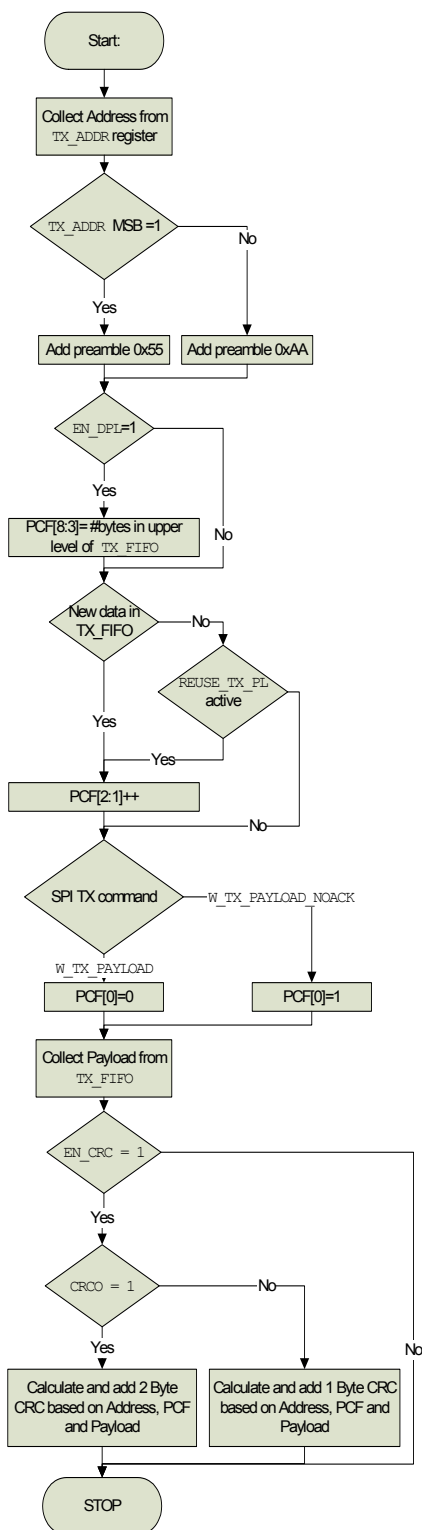 Start:
Collect Address from
TX_ADDR register
TX_ADDR MSB =1
No
Yes
Add preamble 0x55
Add preamble 0xAA
EN_DPL=1
Yes
No
PCF[8:3]= #bytes in upper
level of TX_FIFO
New data in
TX_FIFO
No
REUSE_TX_PL
active
Yes
Yes
PCF[2:1]++
No
SPI TX command
W_TX_PAYLOAD_NOACK
W_TX_PAYLOAD
PCF[0]=0
PCF[0]=1
Collect Payload from
TX_FIFO
EN_CRC = 1
Yes
CRCO = 1
No
No
Yes
Calculate and add 2 Byte
CRC based on Address, PCF
and Payload
Calculate and add 1 Byte CRC
based on Address, PCF and
Payload
STOP